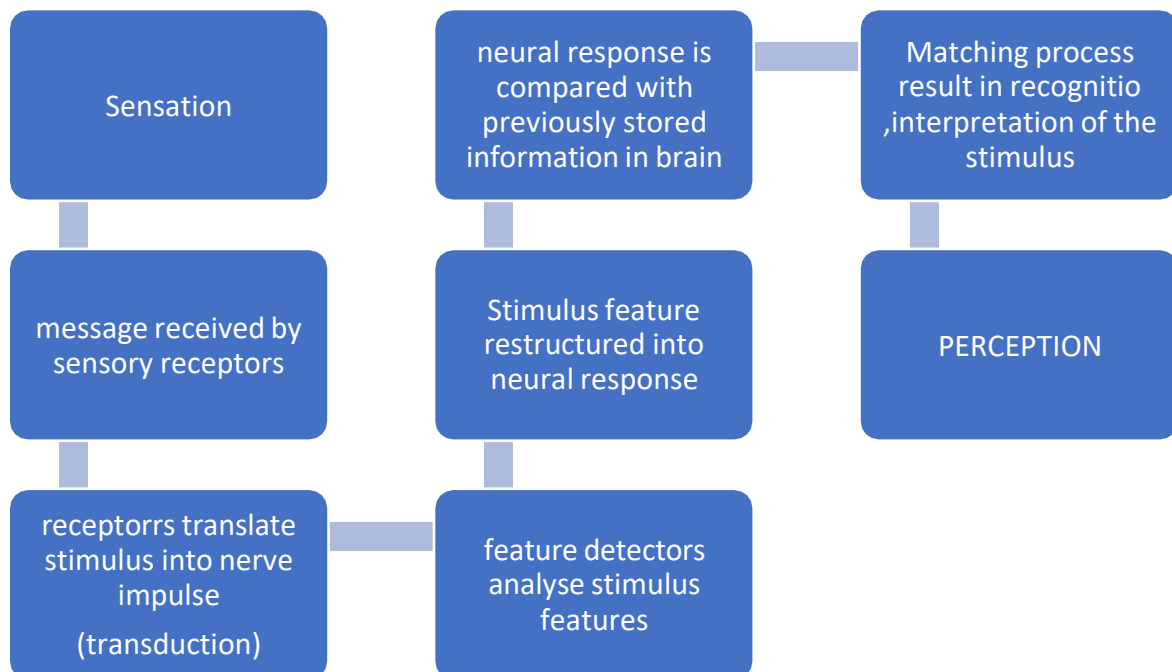 Sensation
message received by
sensory receptors
receptorrs translate
stimulus into nerve
impulse
(transduction)
feature detectors
analyse stimulus
features
Stimulus feature
restructured into
neural response
neural response is
compared with
previously stored
information in brain
Matching process
result in recognitio
,interpretation of the
stimulus
PERCEPTION